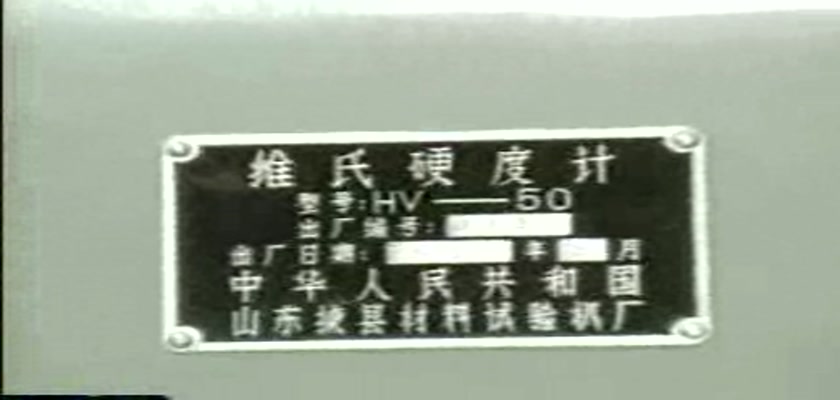 维氏硬度计
型号:HV——50
出厂编号:
出厂日期: 年 月
中华人民共和国
山东掖县材料试验机厂